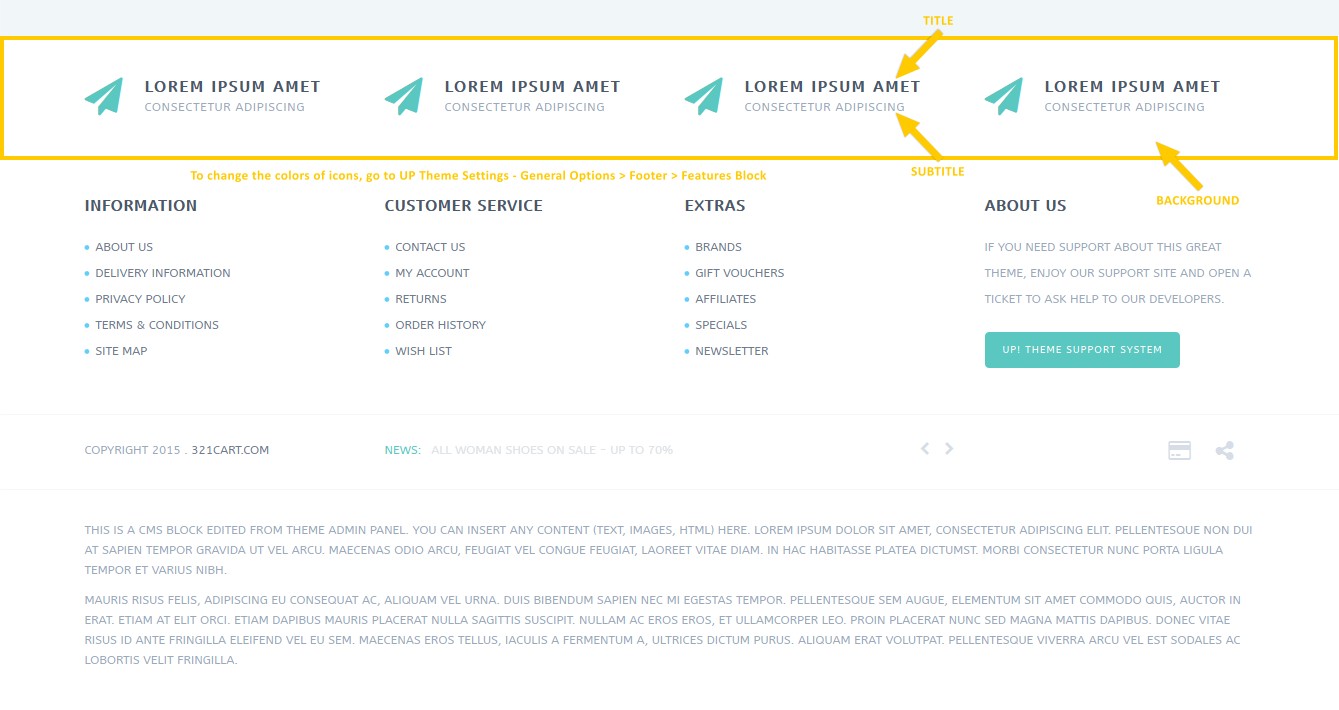 TITLE
LOREM IPSUM AMET
CONSECTETUR ADIPISCING
LOREM IPSUM AMET
CONSECTETUR ADIPISCING
LOREM IPSUM AMET
CONSECTETUR ADIPISCING
LOREM IPSUM AMET
CONSECTETUR ADIPISCING
To change the colors of icons, go to UP Theme Settings - General Options > Footer > Features Block
SUBTITLE
BACKGROUND
INFORMATION
ABOUT US
DELIVERY INFORMATION
PRIVACY POLICY
TERMS & CONDITIONS
SITE MAP
CUSTOMER SERVICE
CONTACT US
MY ACCOUNT
RETURNS
ORDER HISTORY
WISH LIST
EXTRAS
BRANDS
GIFT VOUCHERS
AFFILIATES
SPECIALS
NEWSLETTER
ABOUT US
IF YOU NEED SUPPORT ABOUT THIS GREAT
THEME, ENJOY OUR SUPPORT SITE AND OPEN A
TICKET TO ASK HELP TO OUR DEVELOPERS.
UP! THEME SUPPORT SYSTEM
COPYRIGHT 2015 . 321CART.COM
NEWS: ALL WOMAN SHOES ON SALE – UP TO 70%
THIS IS A CMS BLOCK EDITED FROM THEME ADMIN PANEL. YOU CAN INSERT ANY CONTENT (TEXT, IMAGES, HTML) HERE. LOREM IPSUM DOLOR SIT AMET, CONSECTETUR ADIPISCING ELIT. PELLENTESQUE NON DUI
AT SAPIEN TEMPOR GRAVIDA UT VEL ARCU. MAECENAS ODIO ARCU, FEUGIAT VEL CONGUE FEUGIAT, LAOREET VITAE DIAM. IN HAC HABITASSE PLATEA DICTUMST. MORBI CONSECTETUR NUNC PORTA LIGULA
TEMPOR ET VARIUS NIBH.
MAURIS RISUS FELIS, ADIPISCING EU CONSEQUAT AC, ALIQUAM VEL URNA. DUIS BIBENDUM SAPIEN NEC MI EGESTAS TEMPOR. PELLENTESQUE SEM AUGUE, ELEMENTUM SIT AMET COMMODO QUIS, AUCTOR IN
ERAT. ETIAM AT ELIT ORCI. ETIAM DAPIBUS MAURIS PLACERAT NULLA SAGITTIS SUSCIPIT. NULLAM AC EROS EROS, ET ULLAMCORPER LEO. PROIN PLACERAT NUNC SED MAGNA MATTIS DAPIBUS. DONEC VITAE
RISUS ID ANTE FRINGILLA ELEIFEND VEL EU SEM. MAECENAS EROS TELLUS, IACULIS A FERMENTUM A, ULTRICES DICTUM PURUS. ALIQUAM ERAT VOLUTPAT. PELLENTESQUE VIVERRA ARCU VEL EST SODALES AC
LOBORTIS VELIT FRINGILLA.